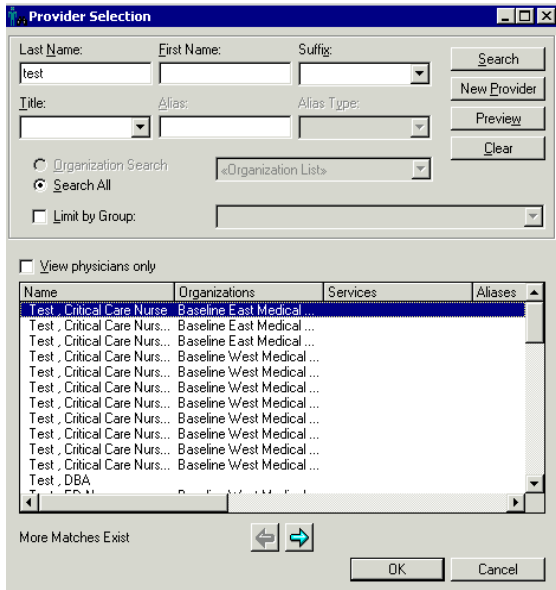 Provider Selection
Last Name: First Name: Suffix:
test
Search
New Provider
Title: Alias: Alias Type:
Preview
Clear
Organization Search «Organization List»
Search All
Limit by Group:
View physicians only
Name Organizations Services Aliases
Test , Critical Care Nurse Baseline East Medical ...
Test , Critical Care Nurs... Baseline East Medical ...
Test , Critical Care Nurs... Baseline East Medical ...
Test , Critical Care Nurs... Baseline West Medical ...
Test , Critical Care Nurs... Baseline West Medical ...
Test , Critical Care Nurs... Baseline West Medical ...
Test , Critical Care Nurs... Baseline West Medical ...
Test , Critical Care Nurs... Baseline West Medical ...
Test , Critical Care Nurs... Baseline West Medical ...
Test , Critical Care Nurs... Baseline West Medical ...
Test , Critical Care Nurs... Baseline West Medical ...
Test , DBA
More Matches Exist
OK Cancel